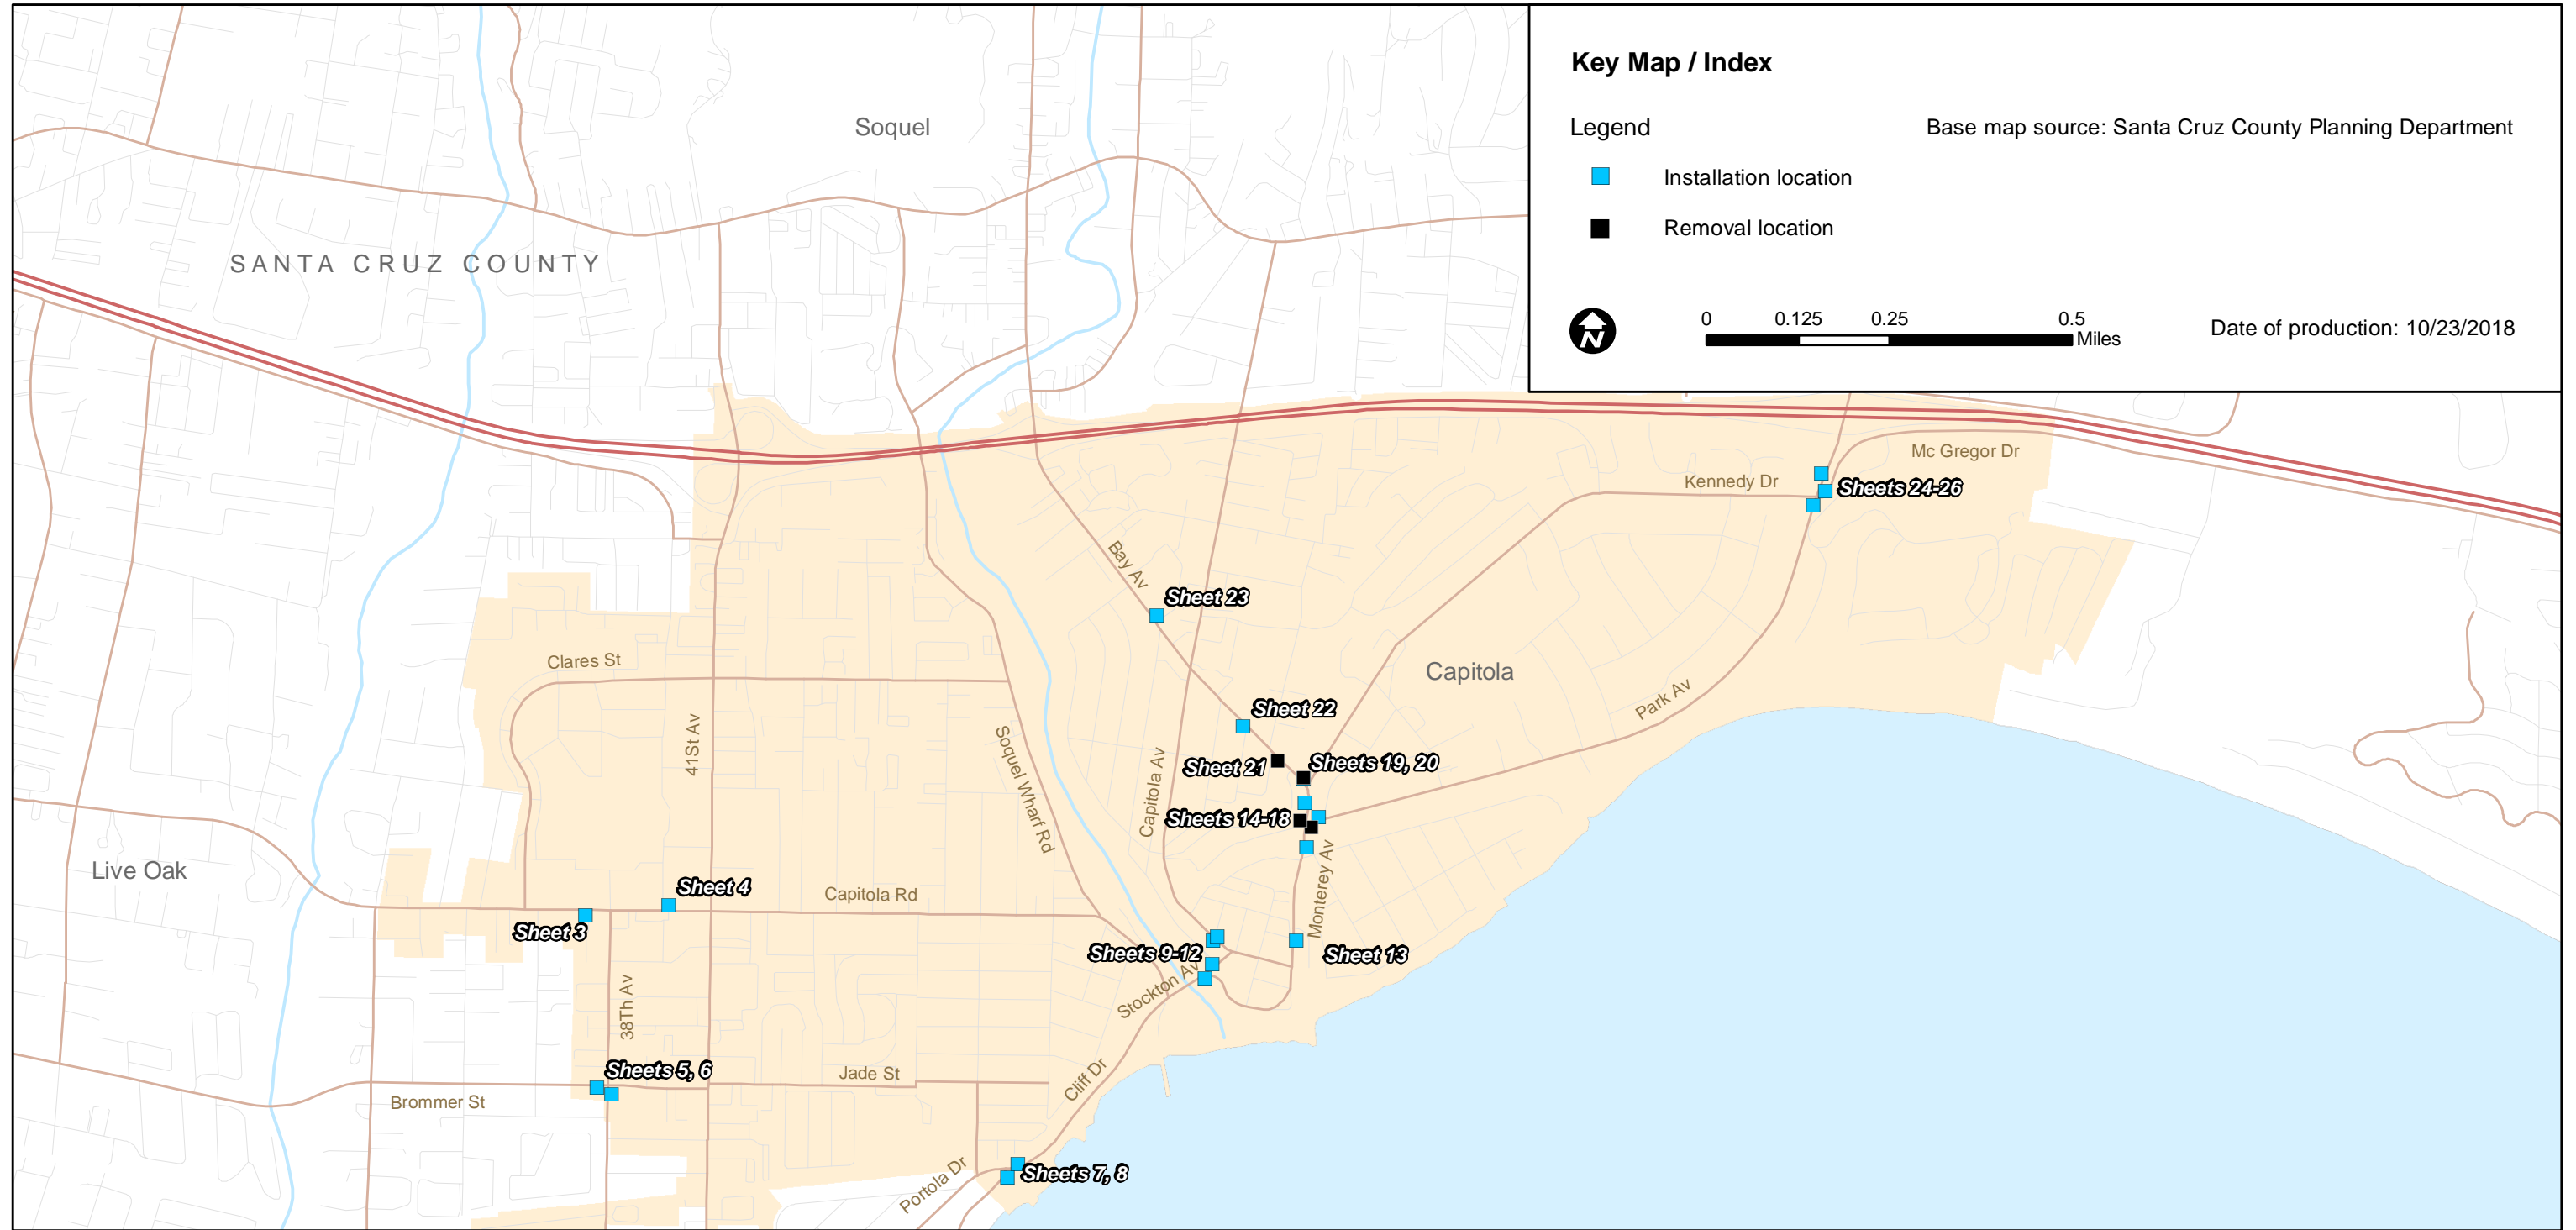 Key Map / Index
Legend
Base map source: Santa Cruz County Planning Department
Installation location
Removal location
N
0 0.125 0.25 0.5
Miles
Date of production: 10/23/2018
Soquel
SANTA CRUZ COUNTY
Mc Gregor Dr
Kennedy Dr
Sheets 24-26
Bay Av
Sheet 23
Clares St
Capitola
Park Av
Sheet 22
41St Av
Soquel Wharf Rd
Capitola Av
Sheet 21
Sheets 19, 20
Sheets 14-18
Monterey Av
Live Oak
Sheet 4
Capitola Rd
Sheet 3
Sheets 9-12
Sheet 13
Stockton Av
38Th Av
Sheets 5, 6
Jade St
Cliff Dr
Brommer St
Portola Dr
Sheets 7, 8